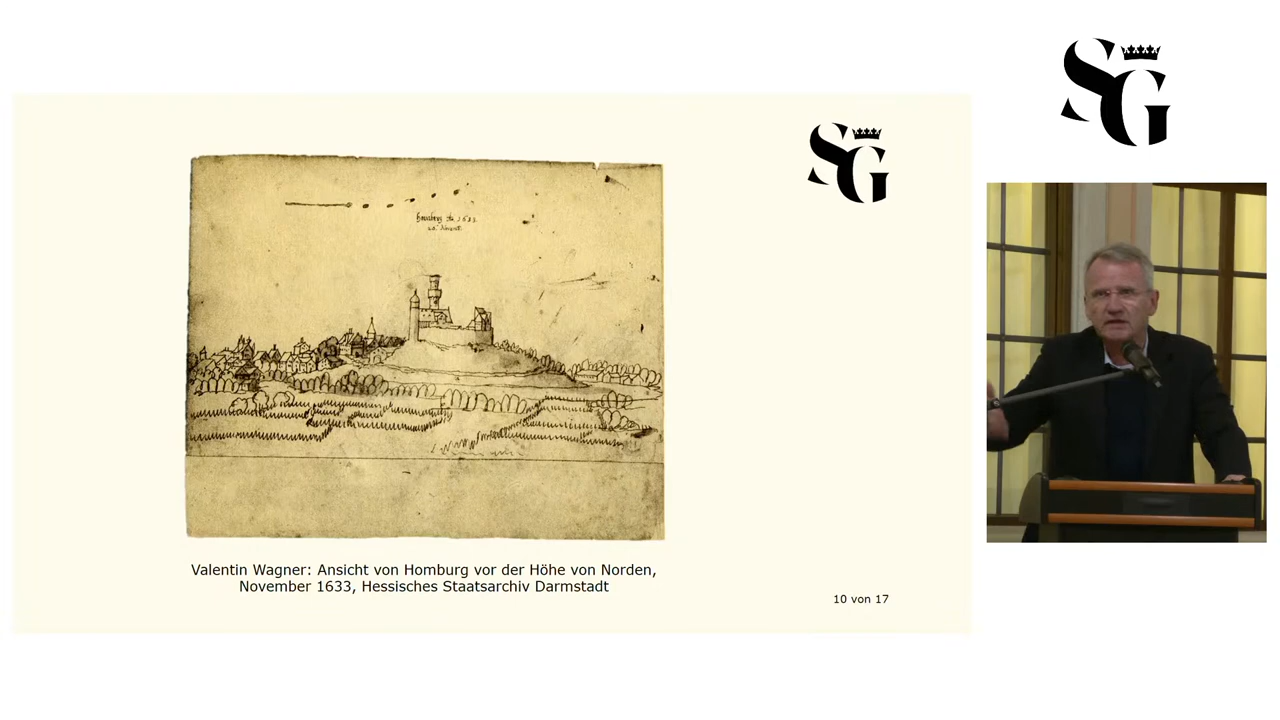 SG
SG
1633
Valentin Wagner: Ansicht von Homburg vor der Höhe von Norden,
November 1633, Hessisches Staatsarchiv Darmstadt
10 von 17